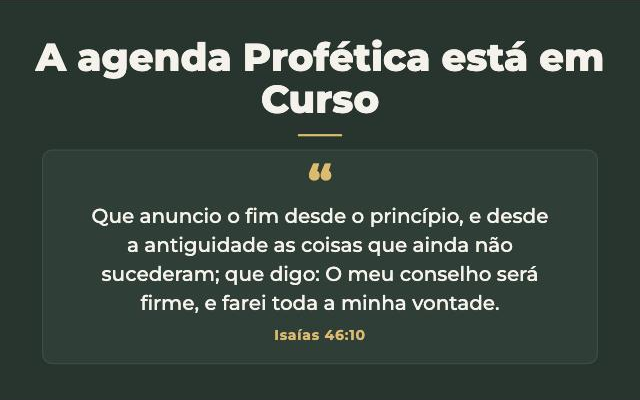 A agenda Profética está em
Curso
“
Que anuncio o fim desde o princípio, e desde
a antiguidade as coisas que ainda não
sucederam; que digo: O meu conselho será
firme, e farei toda a minha vontade.
Isaías 46:10